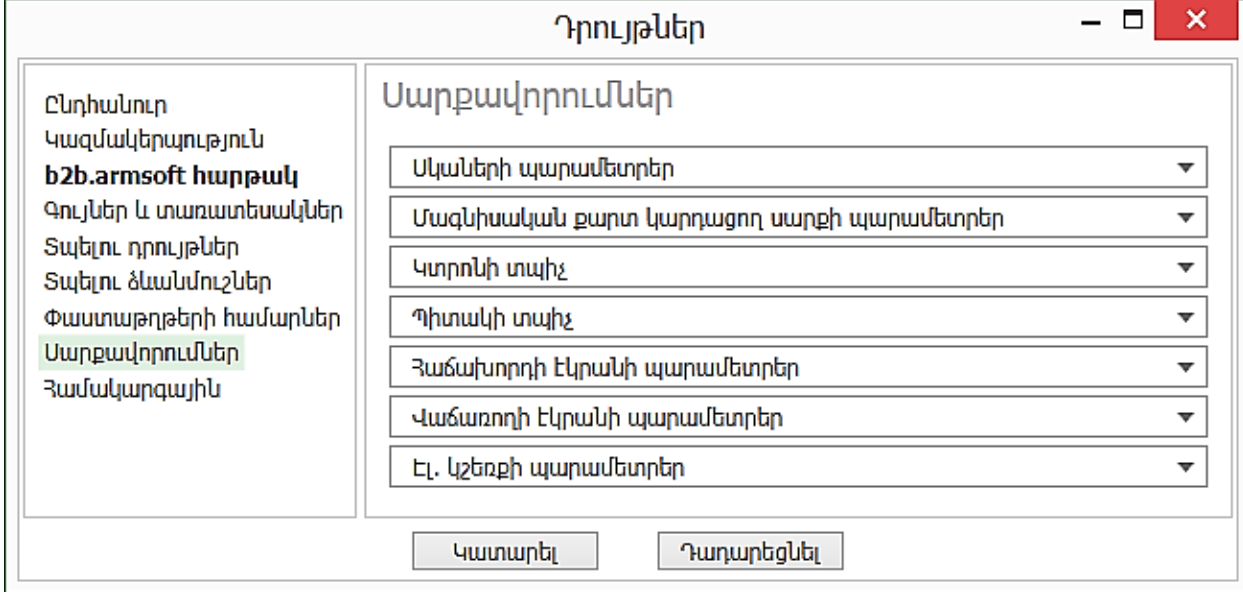 Դրույթներ
Ընդհանուր
Կազմակերպություն
b2b.armsoft հարթակ
Գույներ և տառատեսակներ
Տպելու դրույթներ
Տպելու ձևանմուշներ
Փաստաթղթերի համարներ
Սարքավորումներ
Համակարգային
Սարքավորումներ
Սկաների պարամետրեր
Մագնիսական քարտ կարդացող սարքի պարամետրեր
Կտրոնի տպիչ
Պիտակի տպիչ
Հաճախորդի էկրանի պարամետրեր
Վաճառողի էկրանի պարամետրեր
Էլ. կշեռքի պարամետրեր
Կատարել
Դադարեցնել